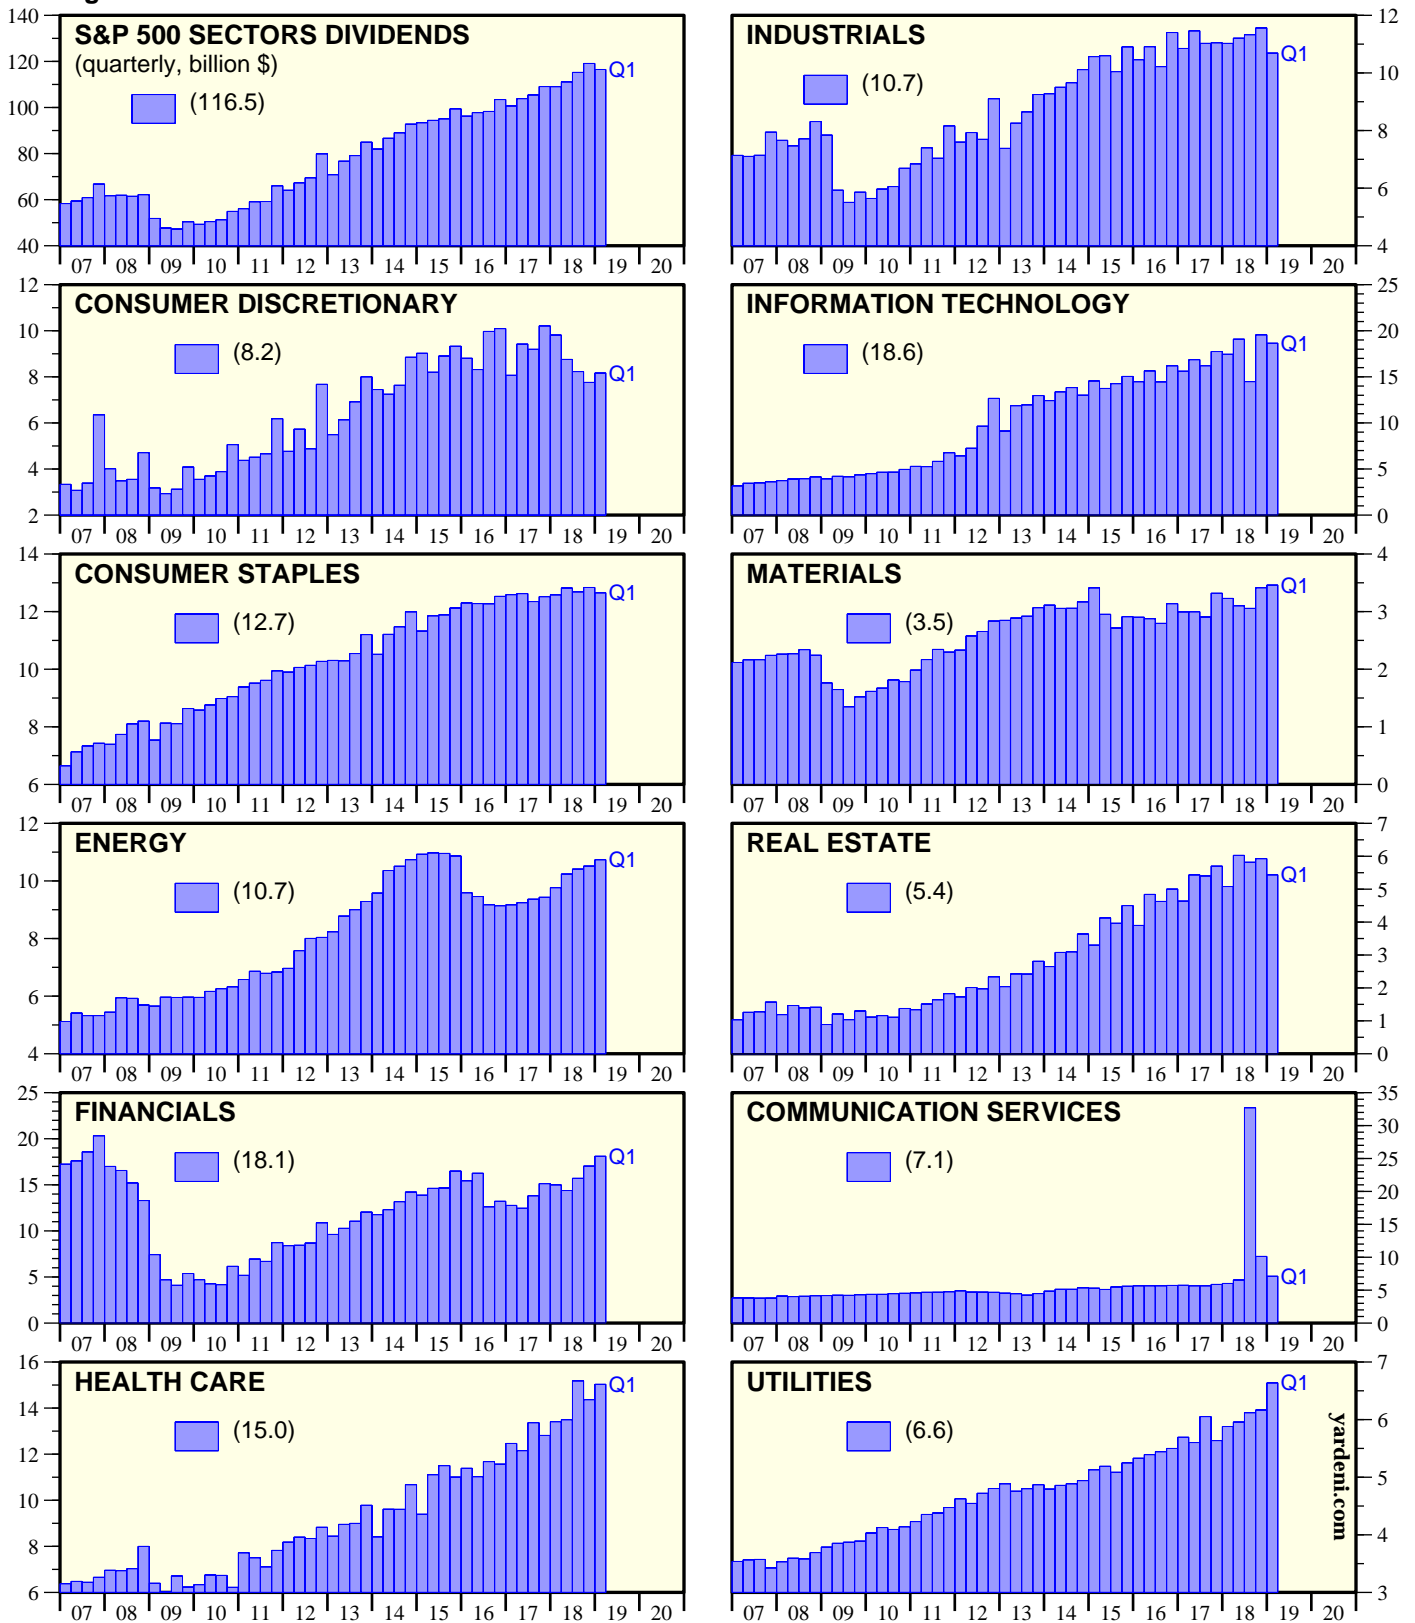 S&P 500 SECTORS DIVIDENDS
(quarterly, billion $)
(116.5)
Q1
140
120
100
80
60
40
07 08 09 10 11 12 13 14 15 16 17 18 19 20
INDUSTRIALS
(10.7)
Q1
12
10
8
6
4
07 08 09 10 11 12 13 14 15 16 17 18 19 20
CONSUMER DISCRETIONARY
(8.2)
Q1
12
10
8
6
4
2
07 08 09 10 11 12 13 14 15 16 17 18 19 20
INFORMATION TECHNOLOGY
(18.6)
Q1
25
20
15
10
5
0
07 08 09 10 11 12 13 14 15 16 17 18 19 20
CONSUMER STAPLES
(12.7)
Q1
14
12
10
8
6
07 08 09 10 11 12 13 14 15 16 17 18 19 20
MATERIALS
(3.5)
Q1
4
3
2
1
0
07 08 09 10 11 12 13 14 15 16 17 18 19 20
ENERGY
(10.7)
Q1
12
10
8
6
4
07 08 09 10 11 12 13 14 15 16 17 18 19 20
REAL ESTATE
(5.4)
Q1
7
6
5
4
3
2
1
0
07 08 09 10 11 12 13 14 15 16 17 18 19 20
FINANCIALS
(18.1)
Q1
25
20
15
10
5
0
07 08 09 10 11 12 13 14 15 16 17 18 19 20
COMMUNICATION SERVICES
(7.1)
Q1
35
30
25
20
15
10
5
0
07 08 09 10 11 12 13 14 15 16 17 18 19 20
HEALTH CARE
(15.0)
Q1
16
14
12
10
8
6
07 08 09 10 11 12 13 14 15 16 17 18 19 20
UTILITIES
(6.6)
Q1
7
6
5
4
3
07 08 09 10 11 12 13 14 15 16 17 18 19 20
yardeni.com